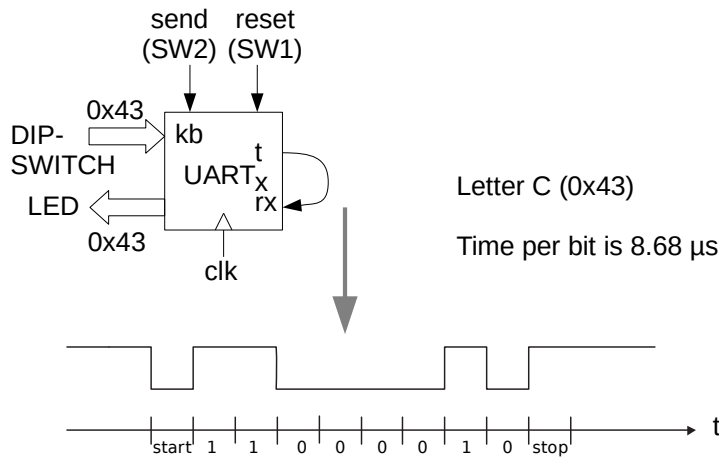 send reset
(SW2) (SW1)
0x43
DIP-
SWITCH
kb
t
UART x
rx
LED
0x43
clk
Letter C (0x43)
Time per bit is 8.68 µs
t
start 1 1 0 0 0 0 1 0 stop